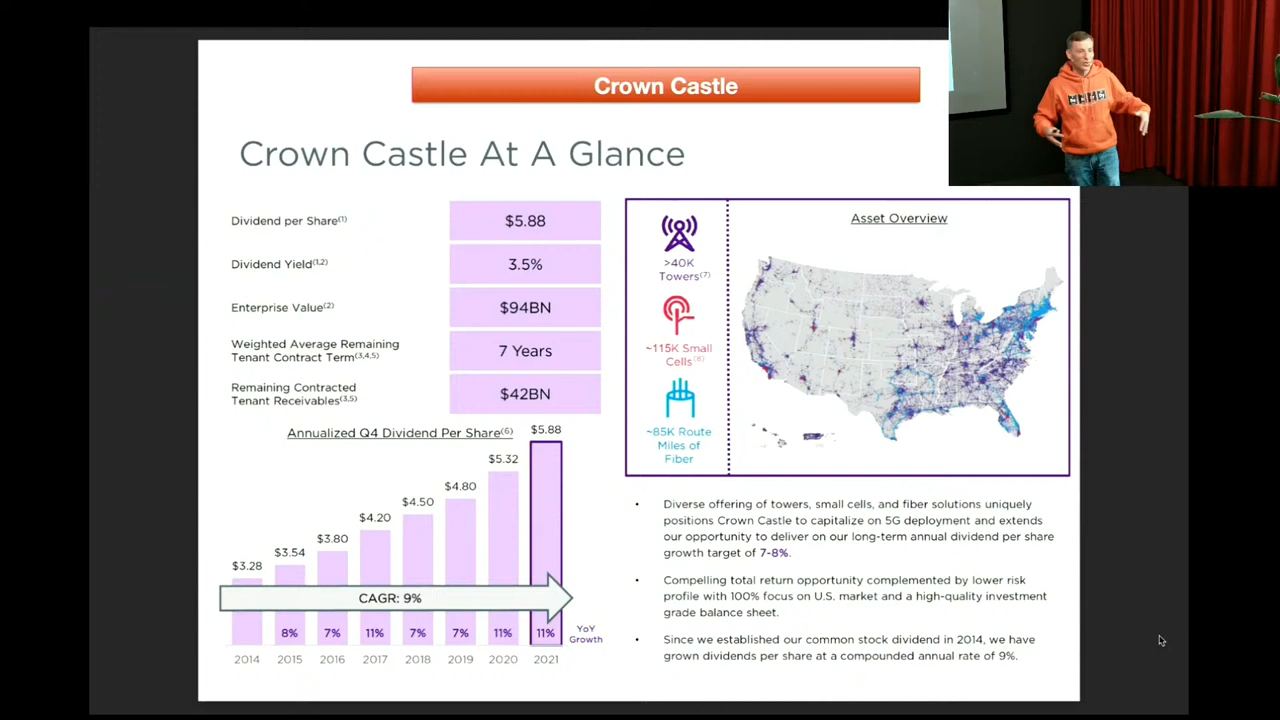 Crown Castle
Crown Castle At A Glance
Dividend per Share(1)
$5.88
Dividend Yield(1,2)
3.5%
Enterprise Value(2)
$94BN
Weighted Average Remaining
Tenant Contract Term(3,4,5)
7 Years
Remaining Contracted
Tenant Receivables(3,5)
$42BN
Annualized Q4 Dividend Per Share(6)
$3.28
$3.54
$3.80
$4.20
$4.50
$4.80
$5.32
$5.88
CAGR: 9%
8%
7%
11%
7%
7%
11%
11%
YoY
Growth
2014
2015
2016
2017
2018
2019
2020
2021
Asset Overview
>40K
Towers(7)
~115K Small
Cells(8)
~85K Route
Miles of
Fiber
• Diverse offering of towers, small cells, and fiber solutions uniquely
positions Crown Castle to capitalize on 5G deployment and extends
our opportunity to deliver on our long-term annual dividend per share
growth target of 7-8%.
• Compelling total return opportunity complemented by lower risk
profile with 100% focus on U.S. market and a high-quality investment
grade balance sheet.
• Since we established our common stock dividend in 2014, we have
grown dividends per share at a compounded annual rate of 9%.